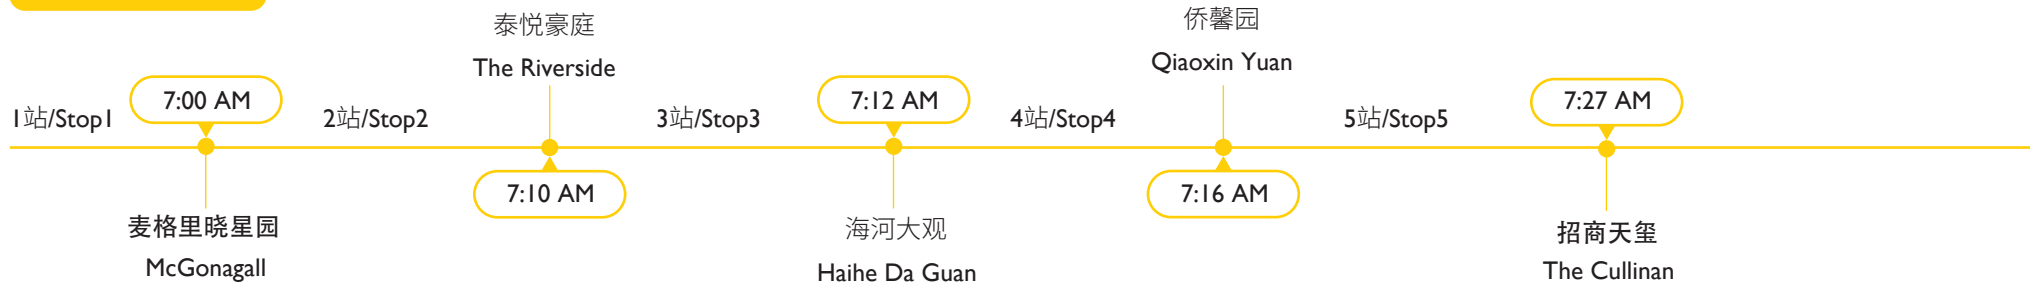 1站/Stop1
7:00 AM
麦格里晓星园
McGonagall
2站/Stop2
泰悦豪庭
The Riverside
7:10 AM
3站/Stop3
7:12 AM
海河大观
Haihe Da Guan
4站/Stop4
侨馨园
Qiaoxin Yuan
7:16 AM
5站/Stop5
7:27 AM
招商天玺
The Cullinan